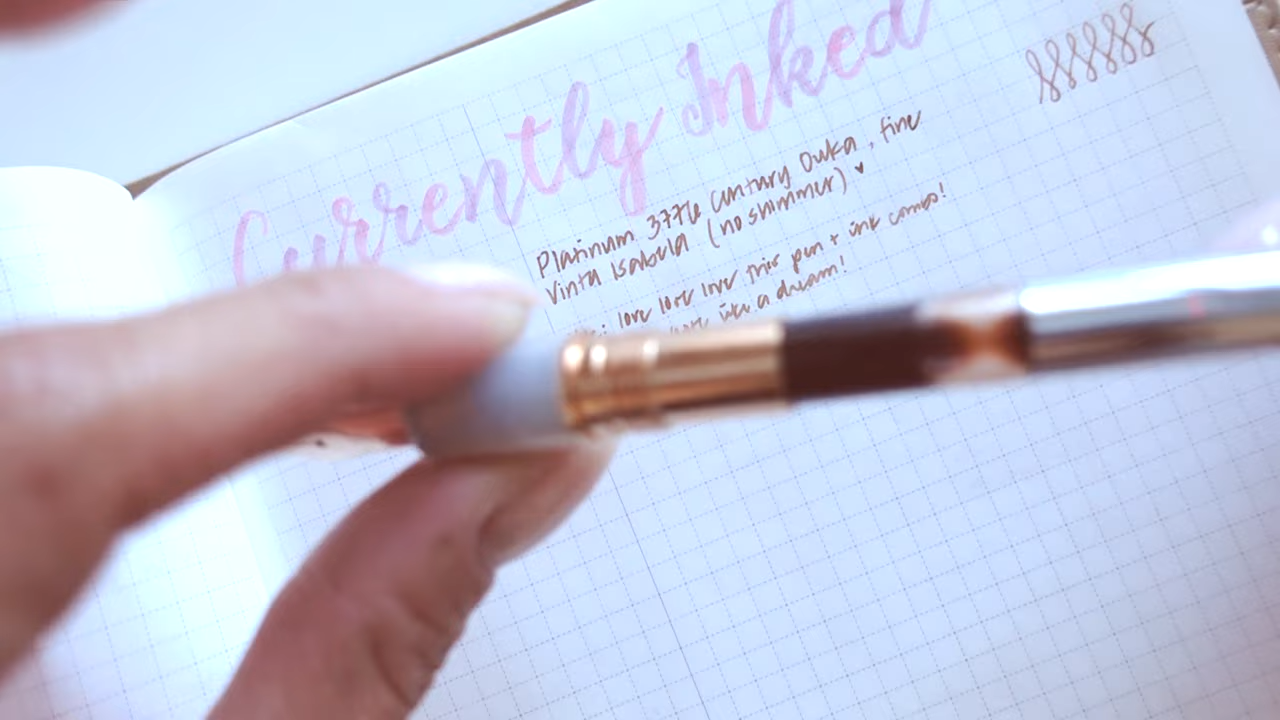 Currently Inked
Platinum 3776 Century Ouka, fine
Vinta Isabela (no shimmer) ♥
: love love love this pen + ink combo!
like a dream!